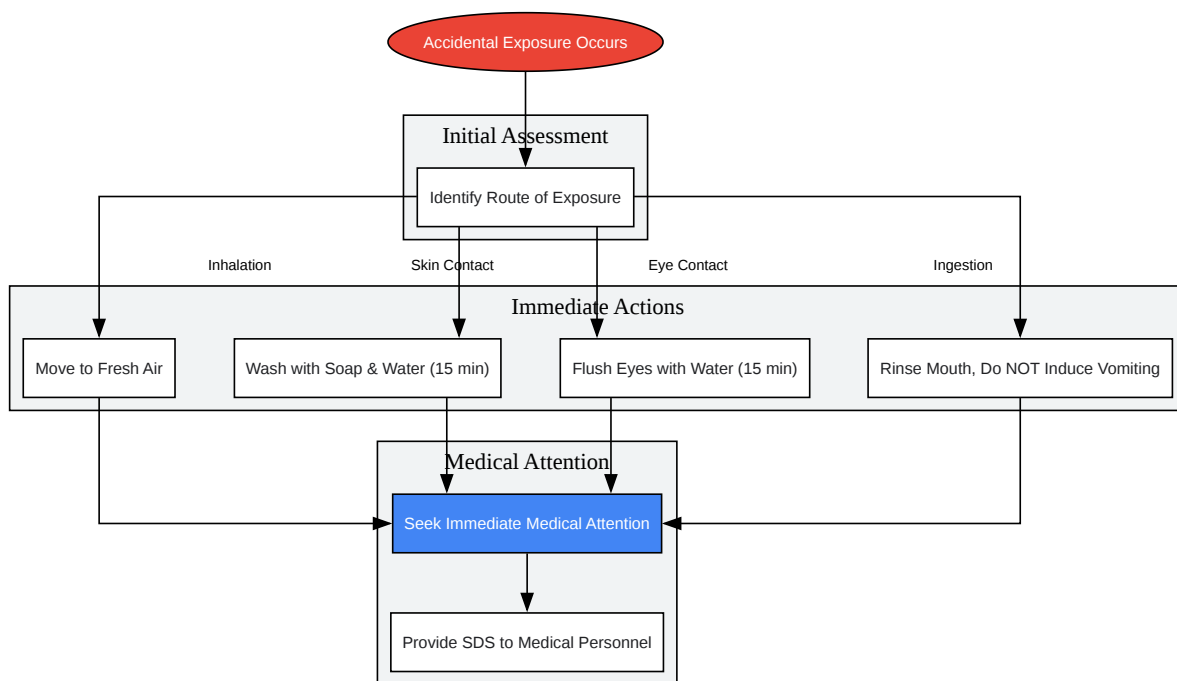 Accidental Exposure Occurs
Initial Assessment
Identify Route of Exposure
Inhalation
Skin Contact
Eye Contact
Ingestion
Immediate Actions
Move to Fresh Air
Wash with Soap & Water (15 min)
Flush Eyes with Water (15 min)
Rinse Mouth, Do NOT Induce Vomiting
Medical Attention
Seek Immediate Medical Attention
Provide SDS to Medical Personnel